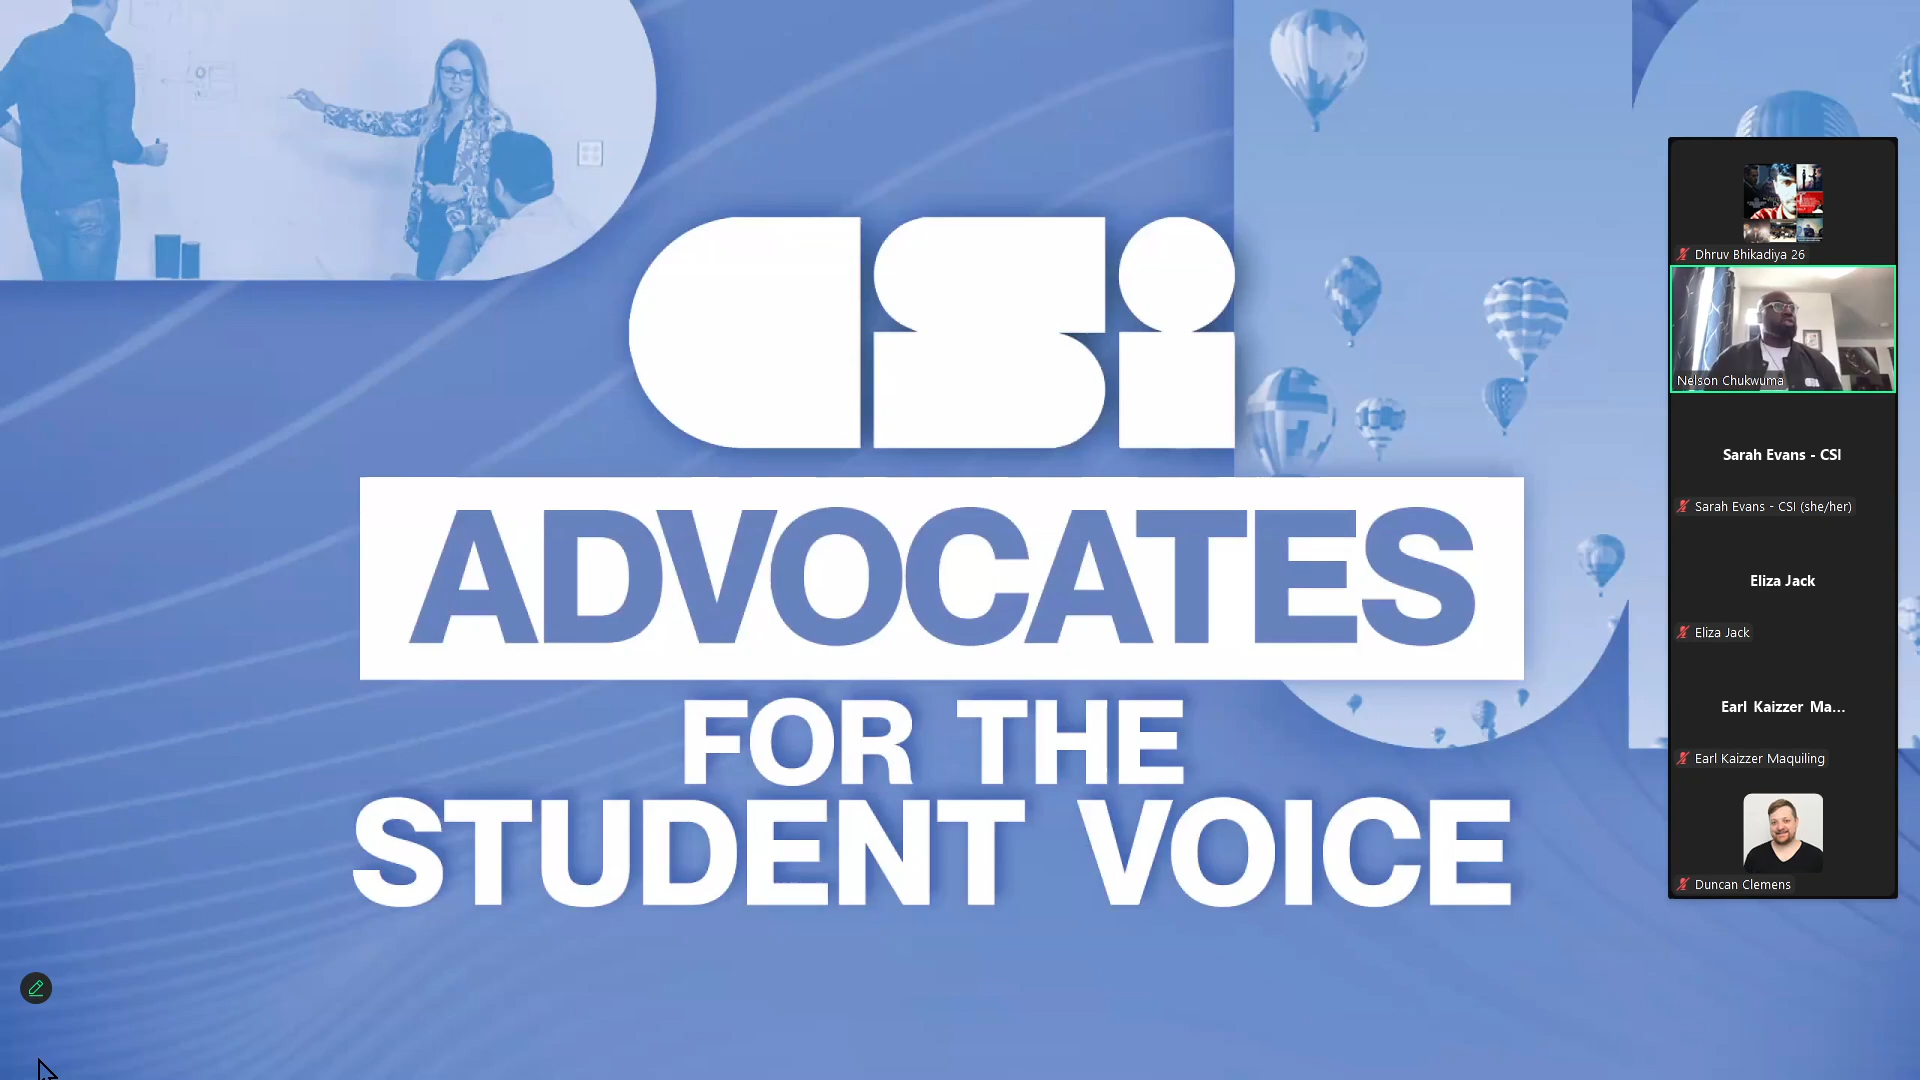 CSi
ADVOCATES
FOR THE
STUDENT VOICE
Dhruv Bhikadiya 26
Nelson Chukwuma
Sarah Evans - CSI
Sarah Evans - CSI (she/her)
Eliza Jack
Eliza Jack
Earl Kaizzer Ma...
Earl Kaizzer Maquiling
Duncan Clemens